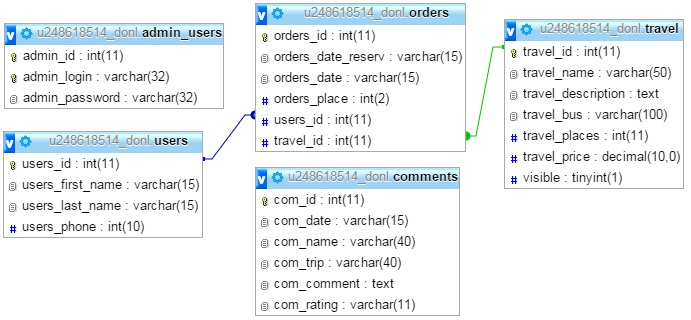 u248618514_donl.admin_users
admin_id : int(11)
admin_login : varchar(32)
admin_password : varchar(32)
u248618514_donl.users
users_id : int(11)
users_first_name : varchar(15)
users_last_name : varchar(15)
users_phone : int(10)
u248618514_donl.orders
orders_id : int(11)
orders_date_reserv : varchar(15)
orders_date : varchar(15)
orders_place : int(2)
users_id : int(11)
travel_id : int(11)
u248618514_donl.comments
com_id : int(11)
com_date : varchar(15)
com_name : varchar(40)
com_trip : varchar(40)
com_comment : text
com_rating : varchar(11)
u248618514_donl.travel
travel_id : int(11)
travel_name : varchar(50)
travel_description : text
travel_bus : varchar(100)
travel_places : int(11)
travel_price : decimal(10,0)
visible : tinyint(1)